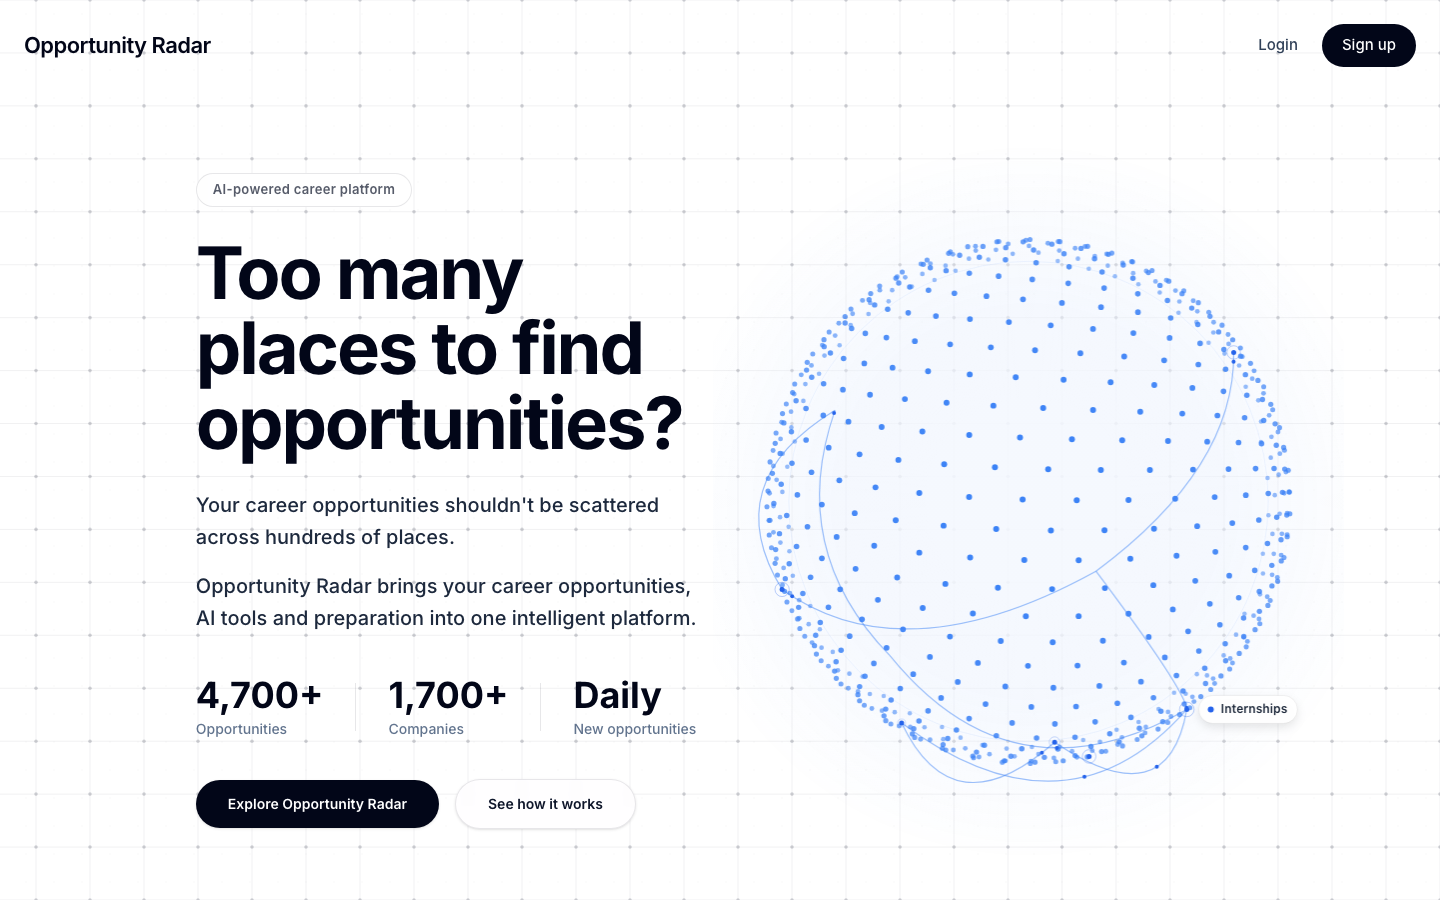 Opportunity Radar
Login
Sign up
AI-powered career platform
Too many
places to find
opportunities?
Your career opportunities shouldn't be scattered
across hundreds of places.
Opportunity Radar brings your career opportunities,
AI tools and preparation into one intelligent platform.
4,700+
Opportunities
1,700+
Companies
Daily
New opportunities
Internships
Explore Opportunity Radar
See how it works